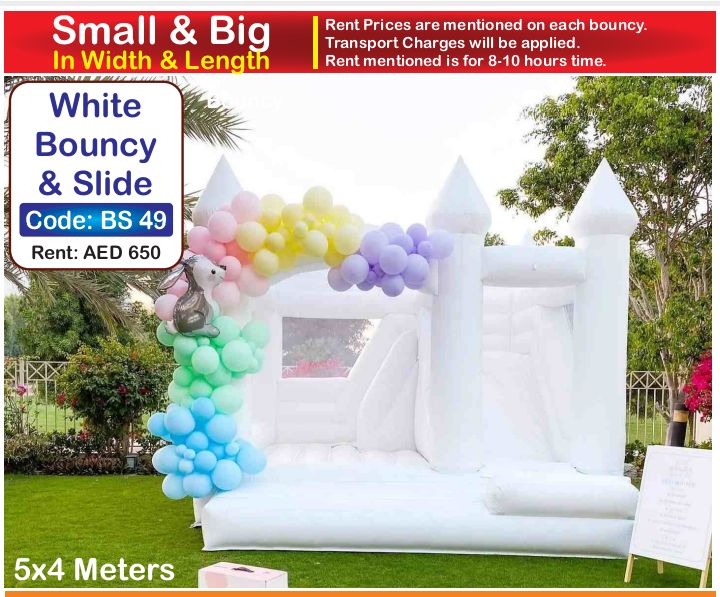 Small & Big
In Width & Length
Rent Prices are mentioned on each bouncy.
Transport Charges will be applied.
Rent mentioned is for 8-10 hours time.
Bouncy
White
Bouncy
& Slide
Code: BS 49
Rent: AED 650
5x4 Meters